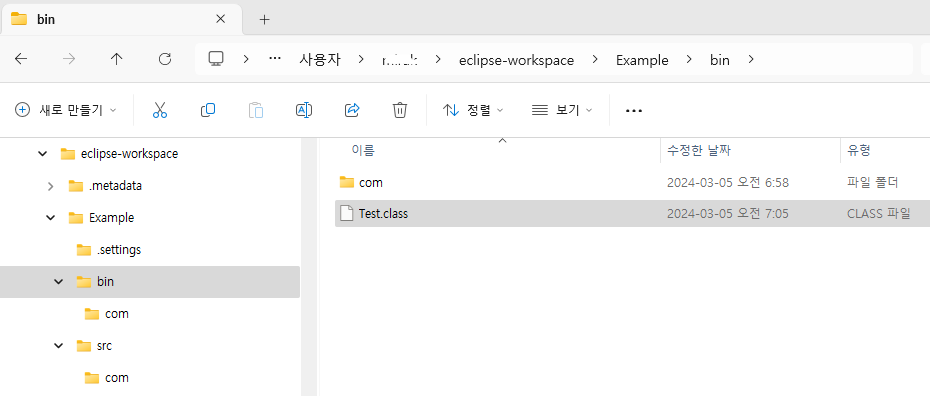 bin
사용자 eclipse-workspace Example bin
새로 만들기 정렬 보기
eclipse-workspace
.metadata
Example
.settings
bin
com
src
com
이름 수정한 날짜 유형
com 2024-03-05 오전 6:58 파일 폴더
Test.class 2024-03-05 오전 7:05 CLASS 파일